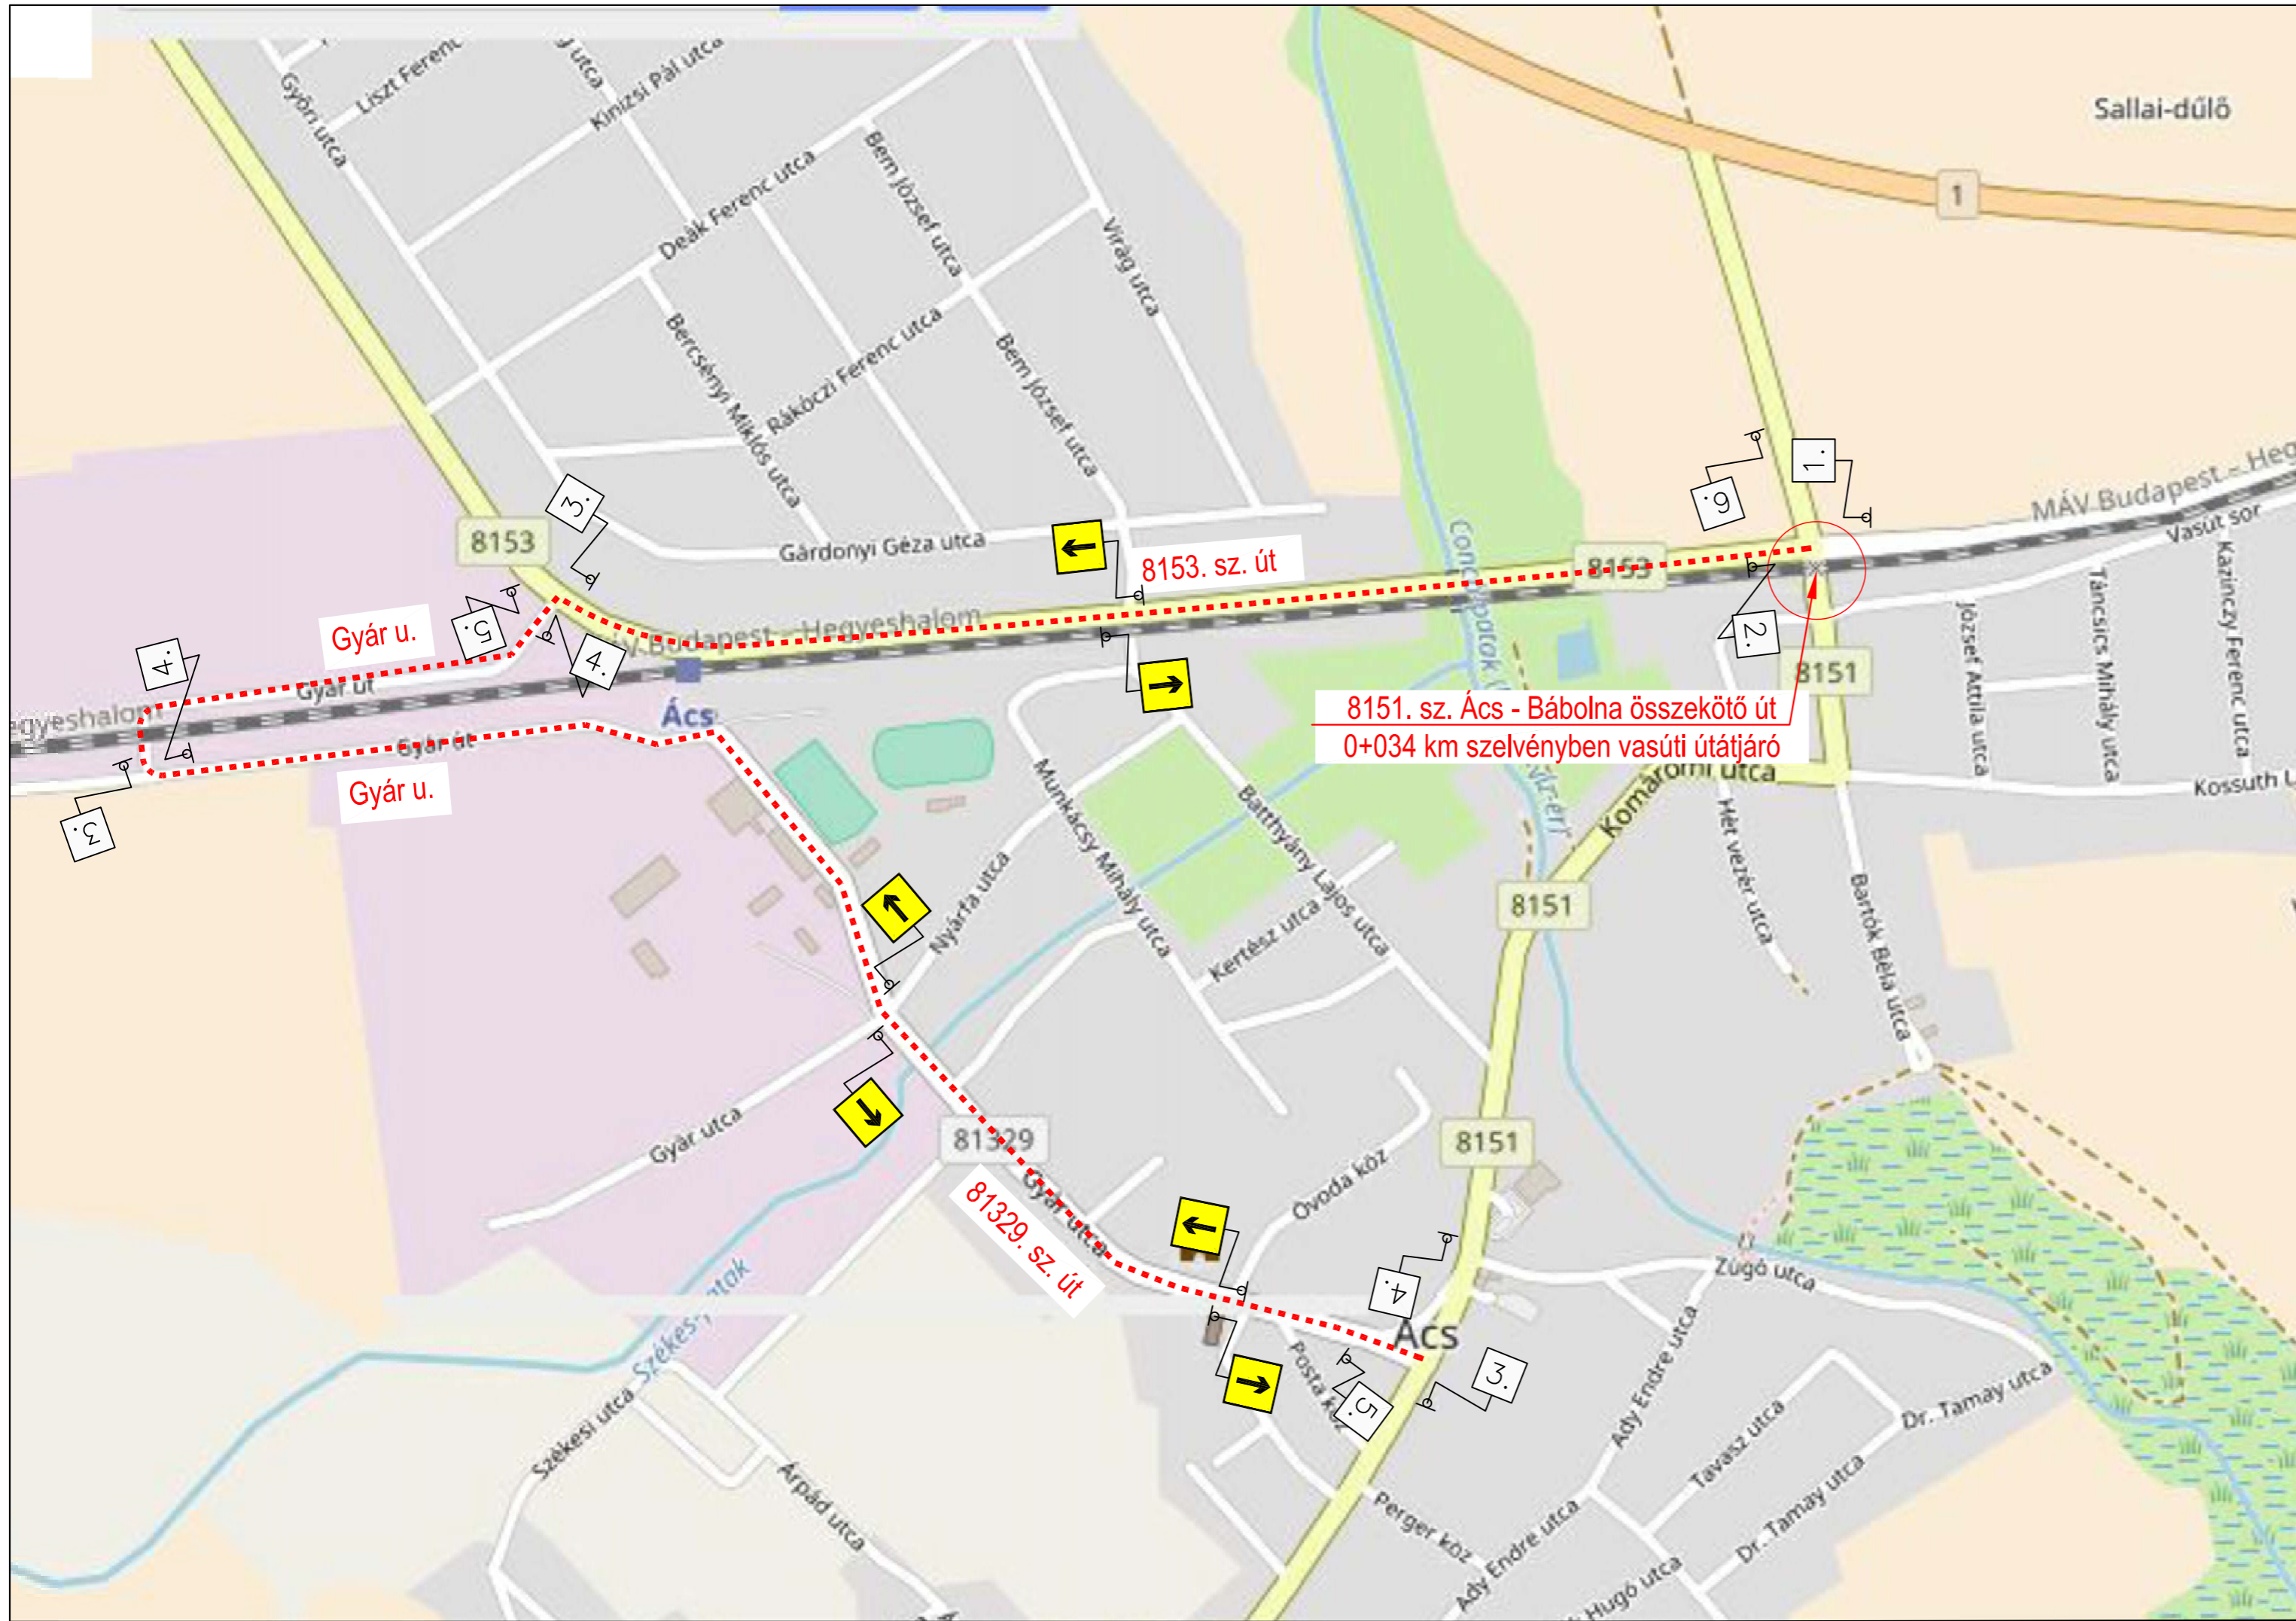 Sallai-dűlő
1
Győri utca
Liszt Ferenc
g utca
Kinizsi Pál utca
Deák Ferenc utca
Bem József utca
Virág utca
Bercsényi Miklós utca
Rákóczi Ferenc utca
Bem József utca
Gárdonyi Géza utca
8153
3.
8153. sz. út
8153
6.
1.
2.
MÁV Budapest – Heg
Vasút sor
Kazinczy Ferenc utca
Táncsics Mihály utca
József Attila utca
8151
Gyár u.
5.
4.
4.
V Budapest – Hegyeshalom
Gyár út
egyeshalom
Ács
Gyár út
Gyár u.
3.
8151. sz. Ács - Bábolna összekötő út
0+034 km szelvényben vasúti útátjáró
Komáromi utca
Kossuth L
Hét vezér utca
Bartók Béla utca
Munkácsy Mihály utca
Batthyány Lajos utca
Nyárfa utca
Kertész utca
8151
8151
Gyár utca
81329
Gyár utca
81329. sz. út
Óvoda köz
4.
Ács
3.
5.
Posta köz
Zúgó utca
Ady Endre utca
Székes-patak
Székesi utca
Árpád utca
Perger köz
Ady Endre utca
Tavasz utca
Dr. Tamay utca
Dr. Tamay utca
Hugó utca